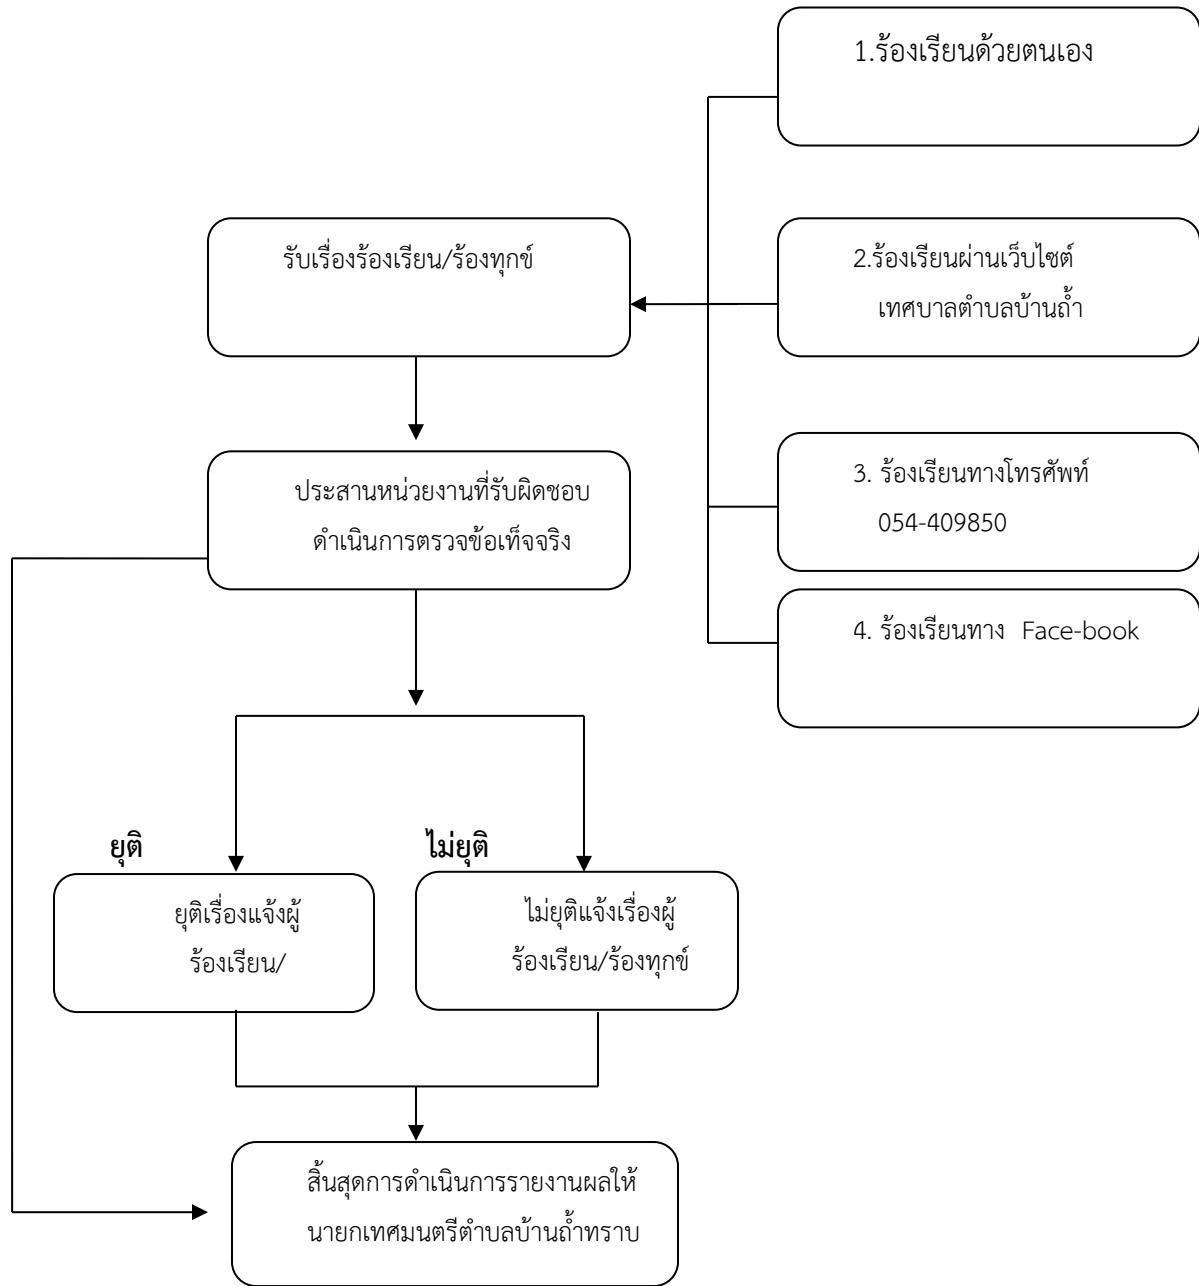 1.ร้องเรียนด้วยตนเอง
รับเรื่องร้องเรียน/ร้องทุกข์
2.ร้องเรียนผ่านเว็บไซต์
เทศบาลตำบลบ้านถ้ำ
ประสานหน่วยงานที่รับผิดชอบ
ดำเนินการตรวจข้อเท็จจริง
3. ร้องเรียนทางโทรศัพท์
054-409850
4. ร้องเรียนทาง Face-book
ยุติ
ไม่ยุติ
ยุติเรื่องแจ้งผู้
ร้องเรียน/
ไม่ยุติแจ้งเรื่องผู้
ร้องเรียน/ร้องทุกข์
สิ้นสุดการดำเนินการรายงานผลให้
นายกเทศมนตรีตำบลบ้านถ้ำทราบ